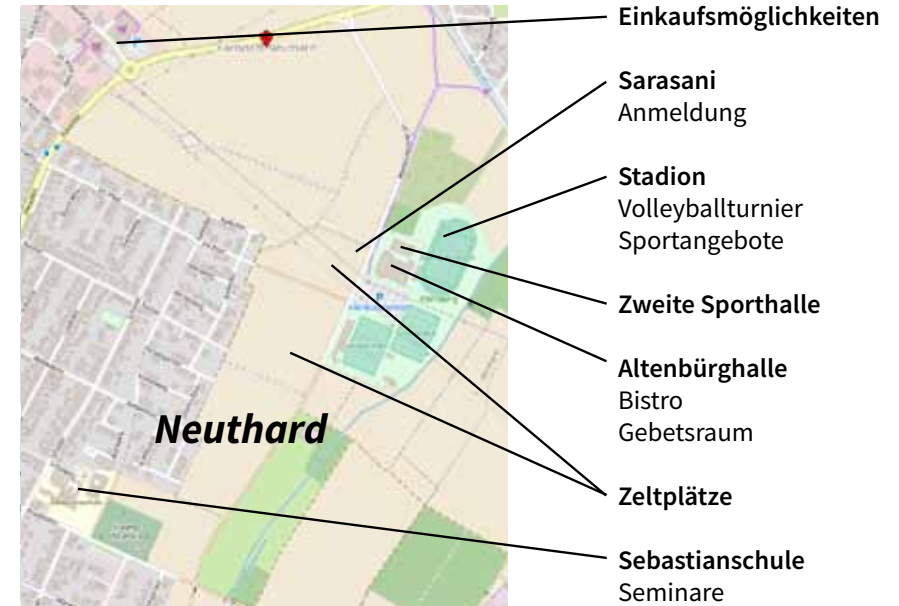 Einkaufsmöglichkeiten
Sarasani
Anmeldung
Stadion
Volleyballturnier
Sportangebote
Zweite Sporthalle
Altenbürghalle
Bistro
Gebetsraum
Neuthard
Zeltplätze
Sebastianschule
Seminare